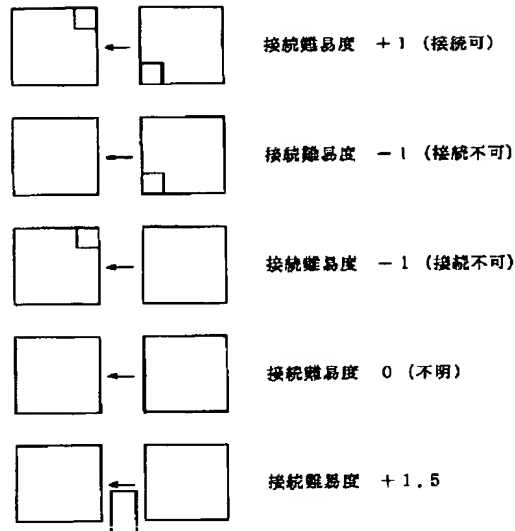 接続難易度 +1 (接続可)
接続難易度 -1 (接続不可)
接続難易度 -1 (接続不可)
接続難易度 0 (不明)
接続難易度 +1.5